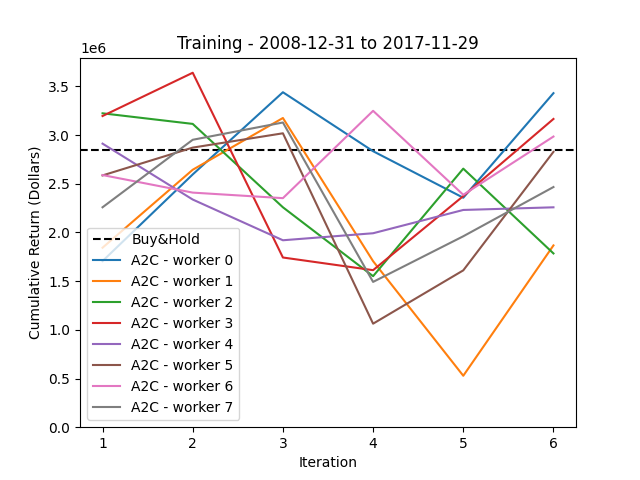 Training - 2008-12-31 to 2017-11-29
1e6
Cumulative Return (Dollars)
3.5
3.0
2.5
2.0
1.5
1.0
0.5
0.0
Buy&Hold
A2C - worker 0
A2C - worker 1
A2C - worker 2
A2C - worker 3
A2C - worker 4
A2C - worker 5
A2C - worker 6
A2C - worker 7
1 2 3 4 5 6
Iteration